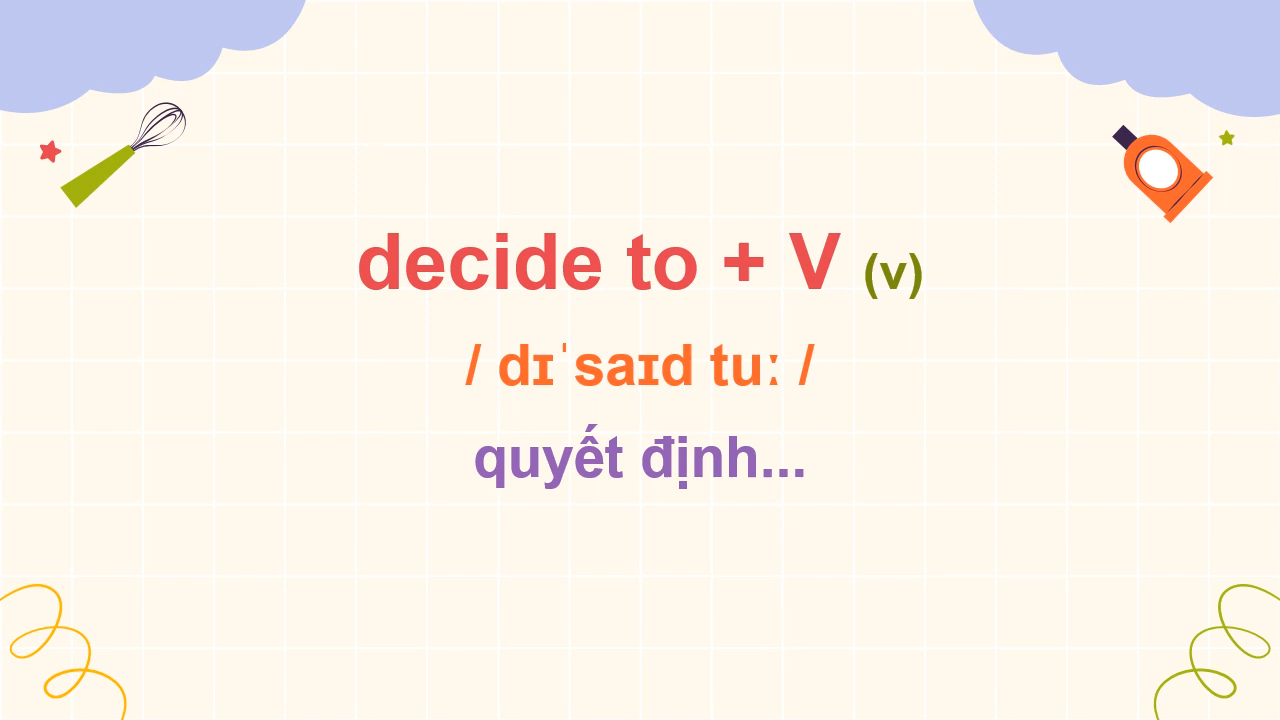 decide to + V (v)
/ dɪˈsaɪd tuː /
quyết định...